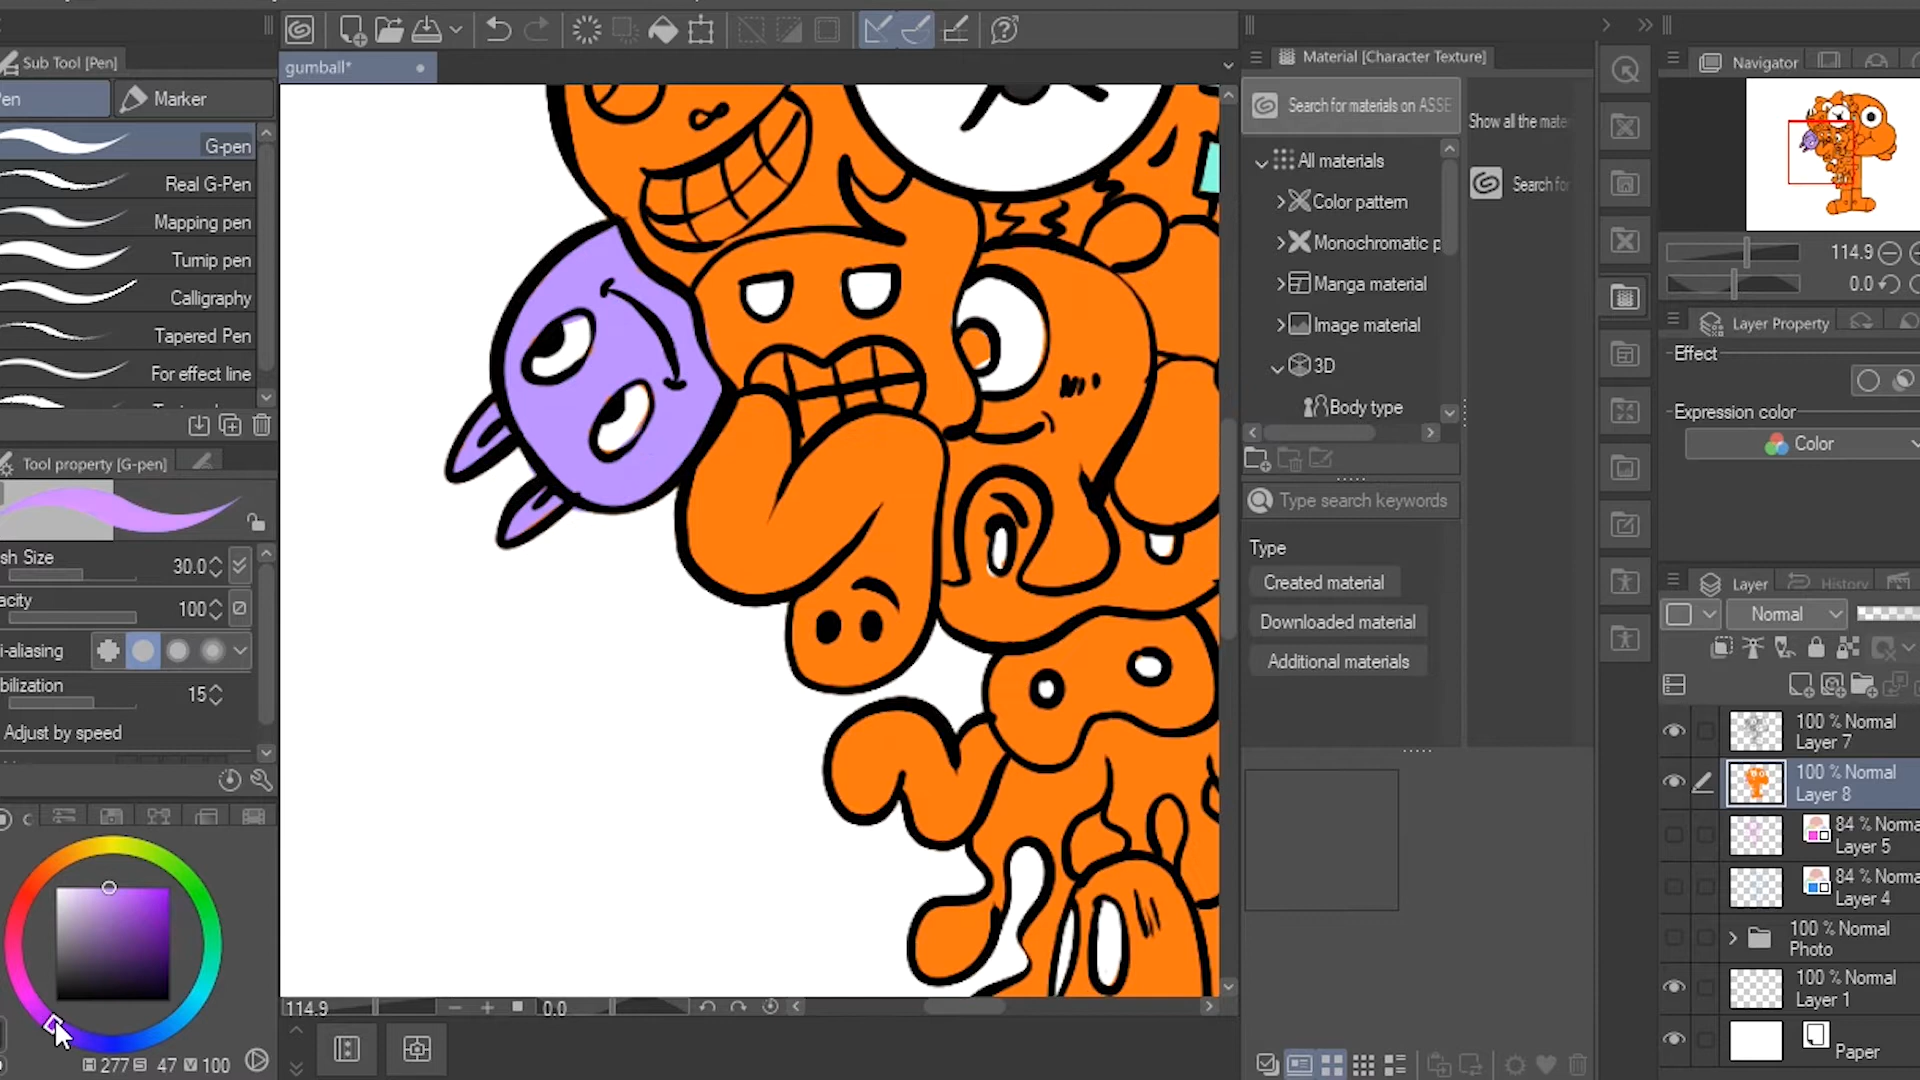 Sub Tool [Pen]
en
Marker
G-pen
Real G-Pen
Mapping pen
Turnip pen
Calligraphy
Tapered Pen
For effect line
Tool property [G-pen]
sh Size
30.0
acity
100
i-aliasing
bilization
15
Adjust by speed
H 277 S 47 V 100
gumball*
114.9
0.0
Material [Character Texture]
Search for materials on ASSE
Show all the mate
All materials
Search fo
Color pattern
Monochromatic p
Manga material
Image material
3D
Body type
Type search keywords
Type
Created material
Downloaded material
Additional materials
Navigator
114.9
0.0
Layer Property
Effect
Expression color
Color
Layer
History
Normal
100 % Normal
Layer 7
100 % Normal
Layer 8
84 % Norma
Layer 5
84 % Norma
Layer 4
100 % Normal
Photo
100 % Normal
Layer 1
Paper